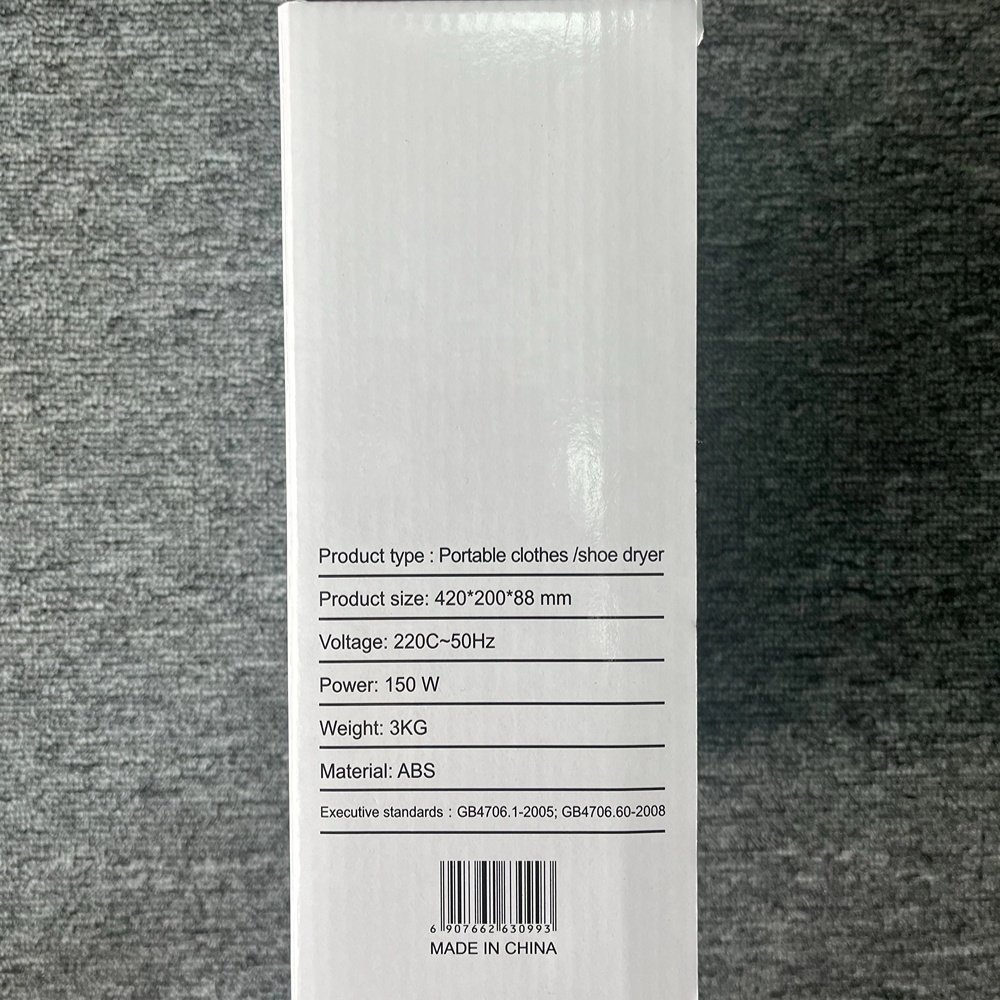 Product type : Portable clothes /shoe dryer
Product size: 420*200*88 mm
Voltage: 220C~50Hz
Power: 150 W
Weight: 3KG
Material: ABS
Executive standards : GB4706.1-2005; GB4706.60-2008
6 907662 630993
MADE IN CHINA